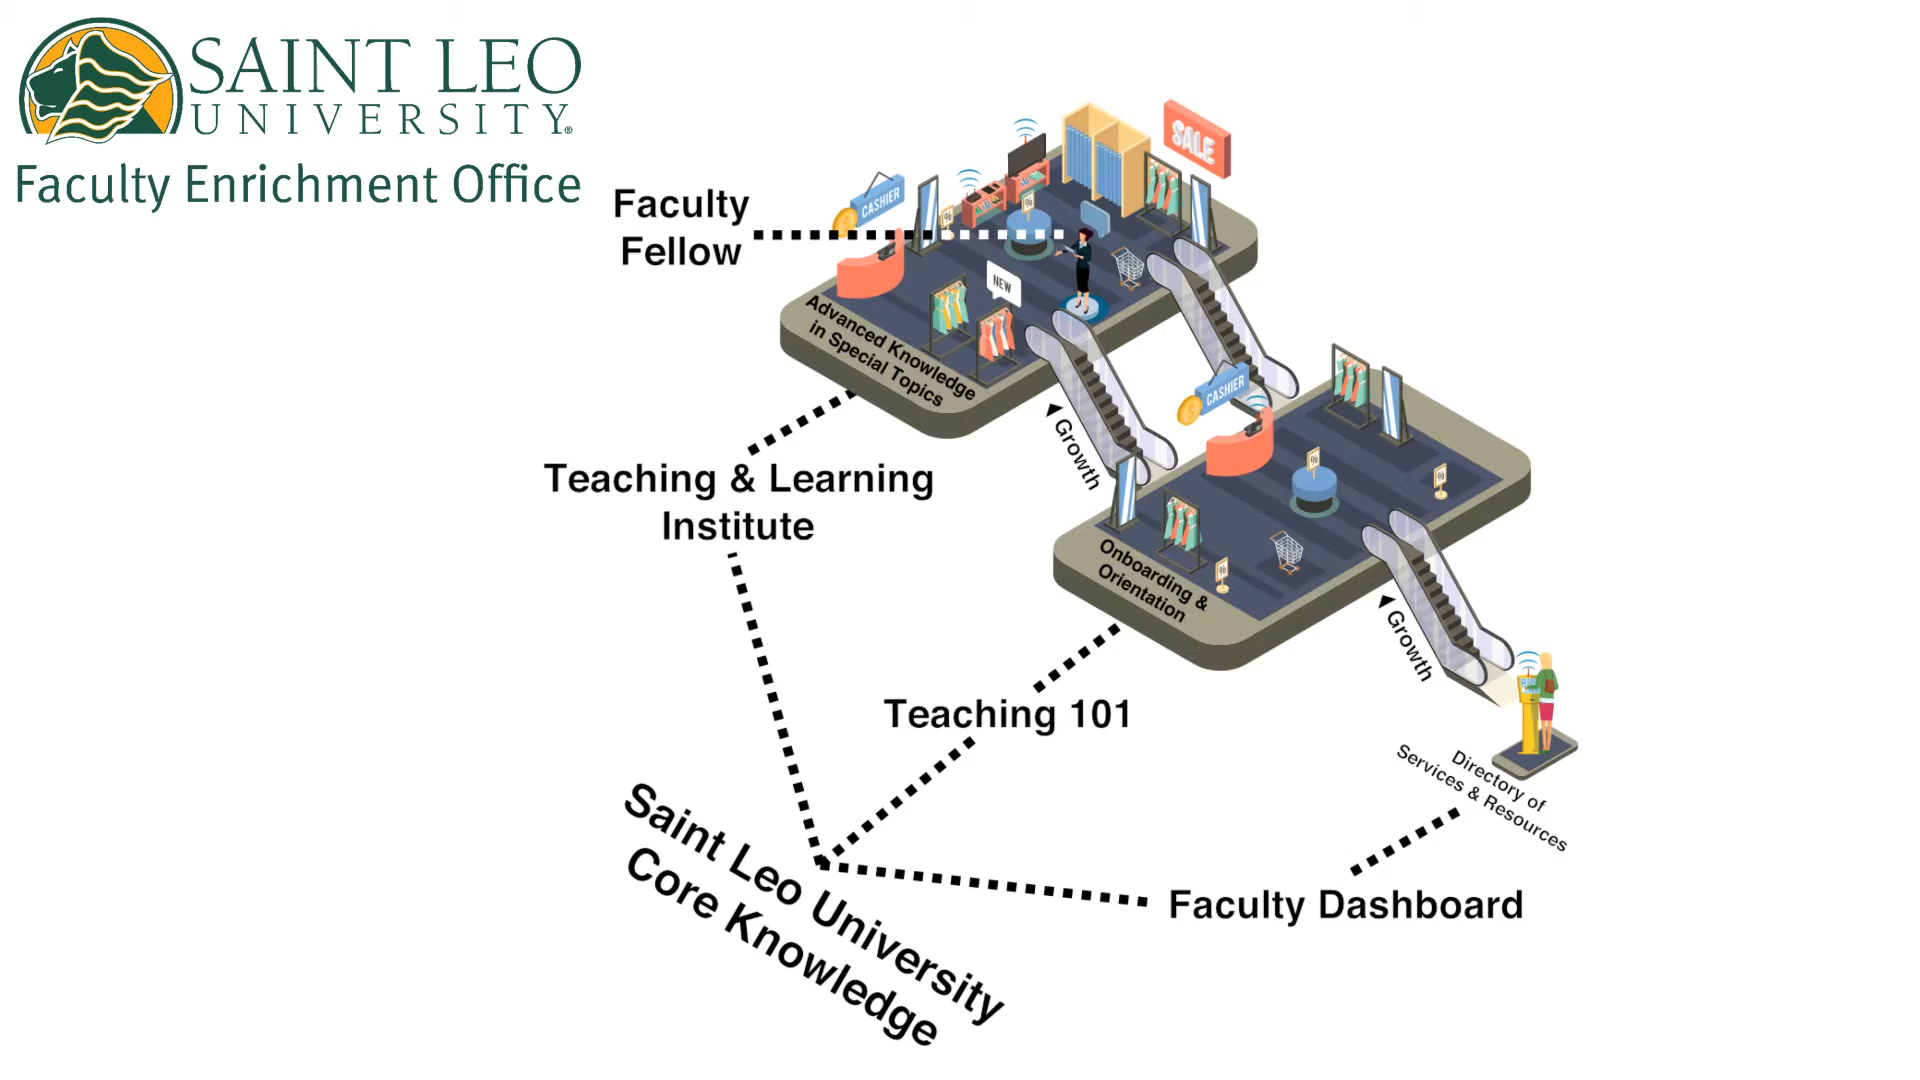 SAINT LEO
UNIVERSITY®
Faculty Enrichment Office
Faculty
Fellow
CASHIER
$
%
%
SALE
NEW
Advanced Knowledge
in Special Topics
Growth
Teaching & Learning
Institute
CASHIER
$
%
%
%
Onboarding &
Orientation
Growth
Teaching 101
Directory of
Services & Resources
Faculty Dashboard
Saint Leo University
Core Knowledge